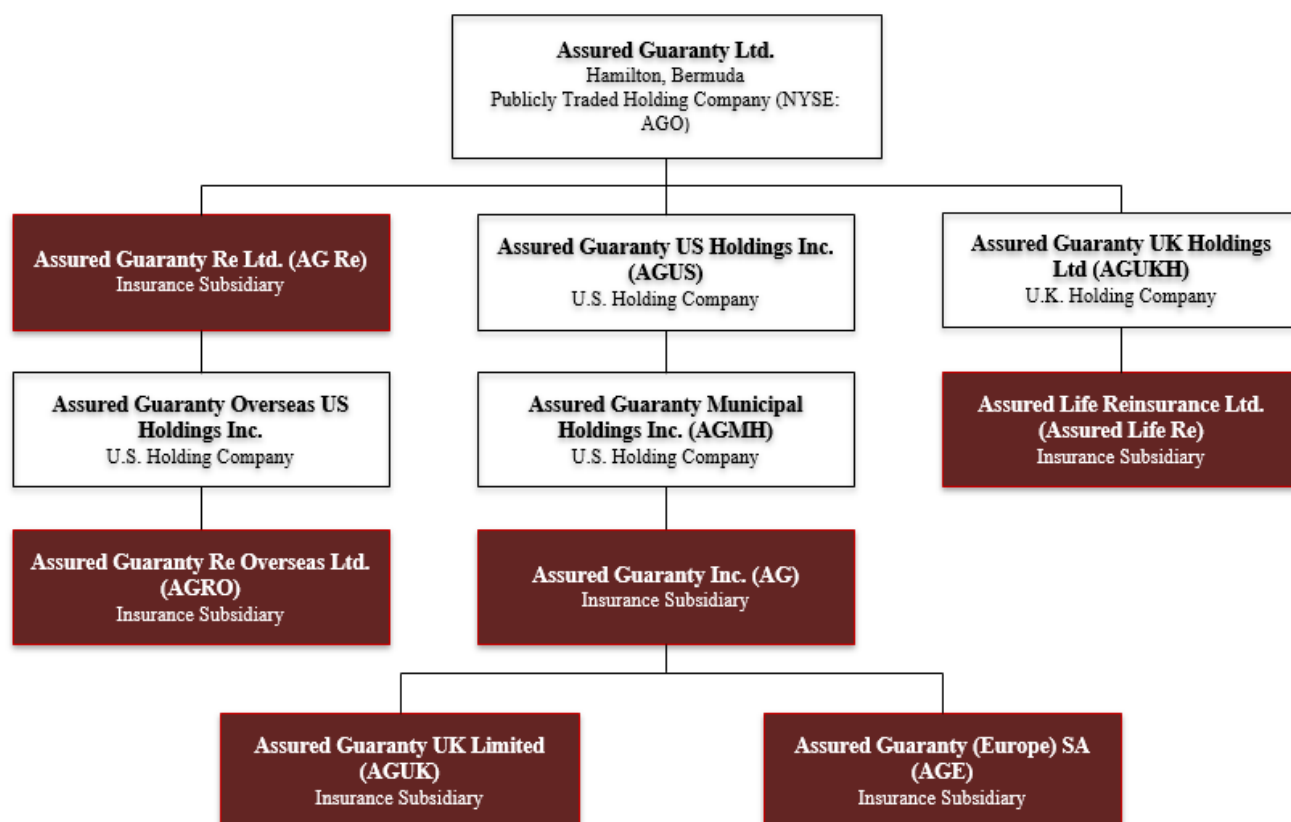 Assured Guaranty Ltd.
Hamilton, Bermuda
Publicly Traded Holding Company (NYSE:
AGO)
Assured Guaranty Re Ltd. (AG Re)
Insurance Subsidiary
Assured Guaranty US Holdings Inc.
(AGUS)
U.S. Holding Company
Assured Guaranty UK Holdings
Ltd (AGUKH)
U.K. Holding Company
Assured Guaranty Overseas US
Holdings Inc.
U.S. Holding Company
Assured Guaranty Municipal
Holdings Inc. (AGMH)
U.S. Holding Company
Assured Life Reinsurance Ltd.
(Assured Life Re)
Insurance Subsidiary
Assured Guaranty Re Overseas Ltd.
(AGRO)
Insurance Subsidiary
Assured Guaranty Inc. (AG)
Insurance Subsidiary
Assured Guaranty UK Limited
(AGUK)
Insurance Subsidiary
Assured Guaranty (Europe) SA
(AGE)
Insurance Subsidiary